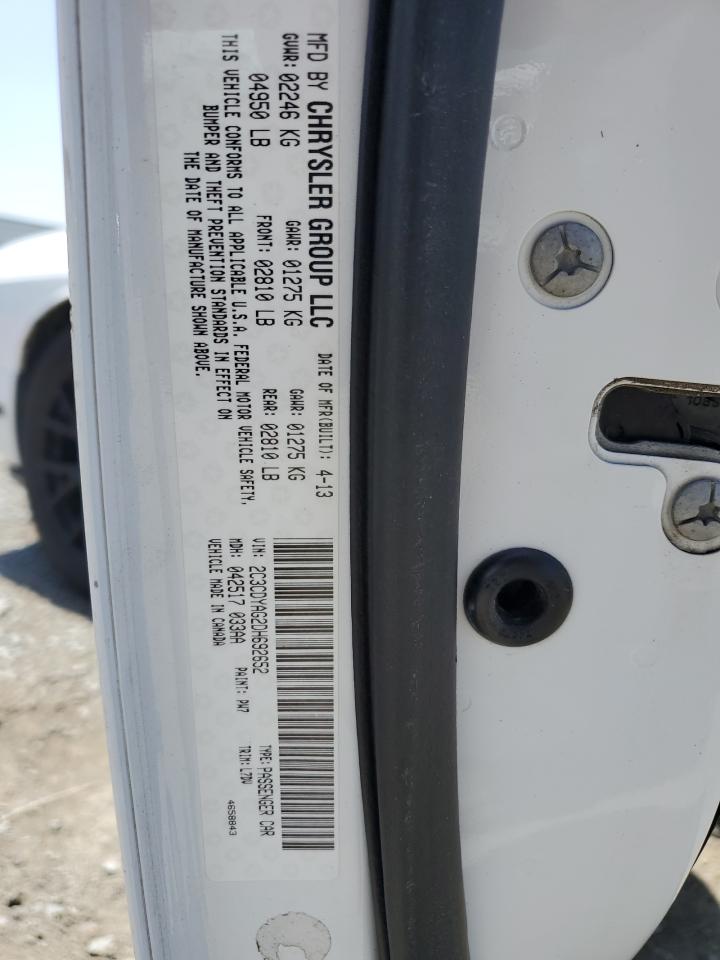 MFD BY CHRYSLER GROUP LLC
DATE OF MFR(BUILT): 4-13
GVWR: 02246 KG
GAWR: 01275 KG
GAWR: 01275 KG
04950 LB
FRONT: 02810 LB
REAR: 02810 LB
THIS VEHICLE CONFORMS TO ALL APPLICABLE U.S.A. FEDERAL MOTOR VEHICLE SAFETY,
BUMPER AND THEFT PREVENTION STANDARDS IN EFFECT ON
THE DATE OF MANUFACTURE SHOWN ABOVE.
VIN: 2C3CDYAG2DH692652
TYPE: PASSENGER CAR
MDH: 042517 033AA
PAINT: PW7
TRIM: L7DV
VEHICLE MADE IN CANADA
4658843